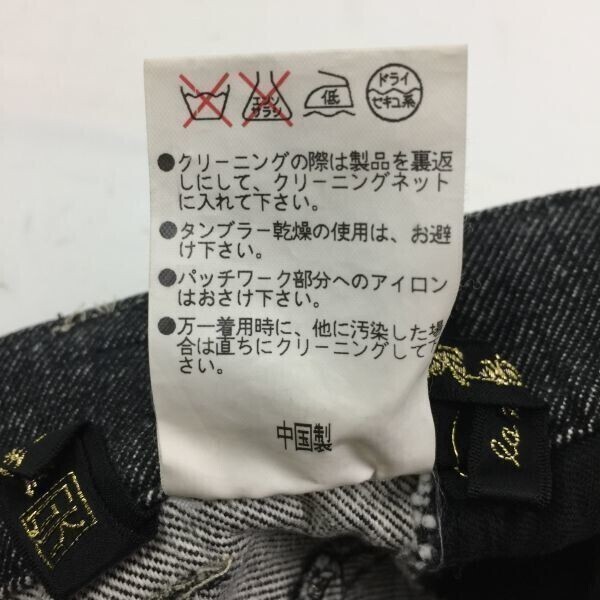 エンソ
サラシ
低
ドライ
セキユ系
●クリーニングの際は製品を裏返
しにして、クリーニングネット
に入れて下さい。
●タンブラー乾燥の使用は、お避
け下さい。
●パッチワーク部分へのアイロン
はおさけ下さい。
●万一着用時に、他に汚染した場
合は直ちにクリーニングして下
さい。
中国製
la